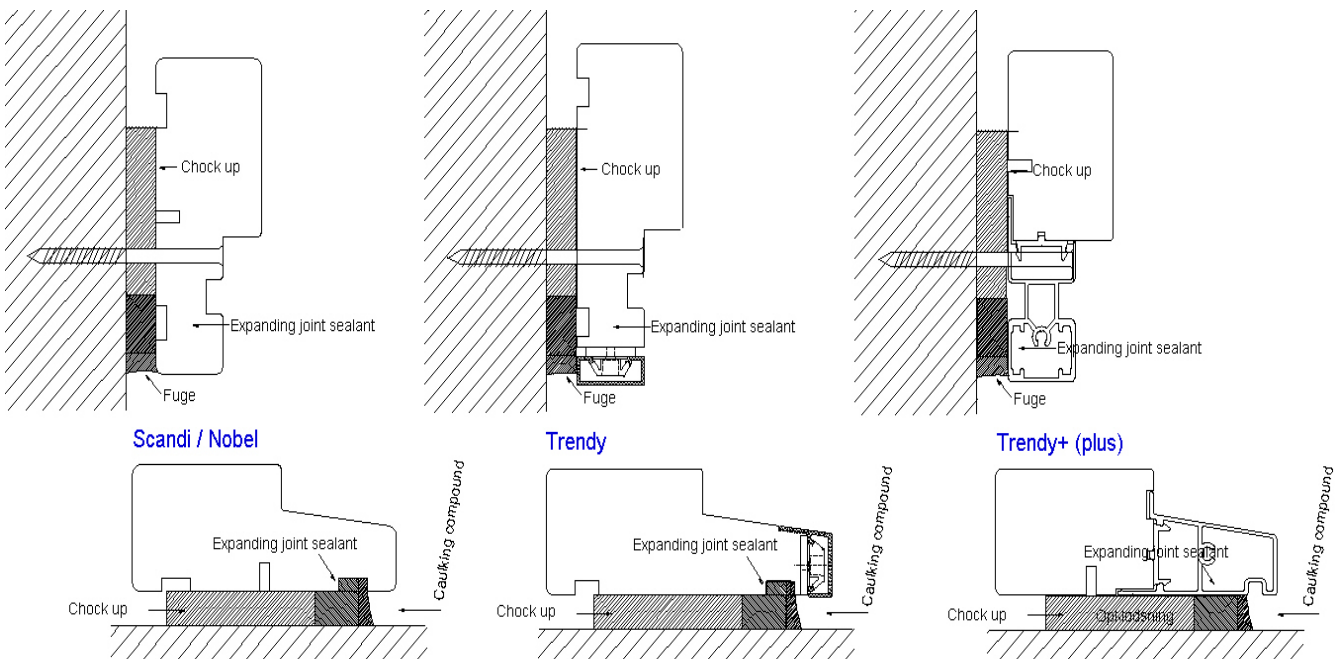 Chock up
Expanding joint sealant
Fuge
Chock up
Expanding joint sealant
Fuge
Chock up
Expanding joint sealant
Fuge
Scandi / Nobel
Trendy
Trendy+ (plus)
Expanding joint sealant
Chock up
Caulking compound
Expanding joint sealant
Chock up
Caulking compound
Expanding joint sealant
Chock up
Opklodsning
Caulking compound